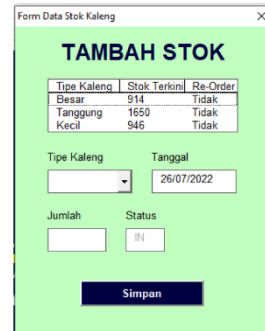 Form Data Stok Kaleng
TAMBAH STOK
Tipe Kaleng Stok Terkini Re-Order
Besar 914 Tidak
Tanggung 1650 Tidak
Kecil 946 Tidak
Tipe Kaleng Tanggal
26/07/2022
Jumlah Status
IN
Simpan